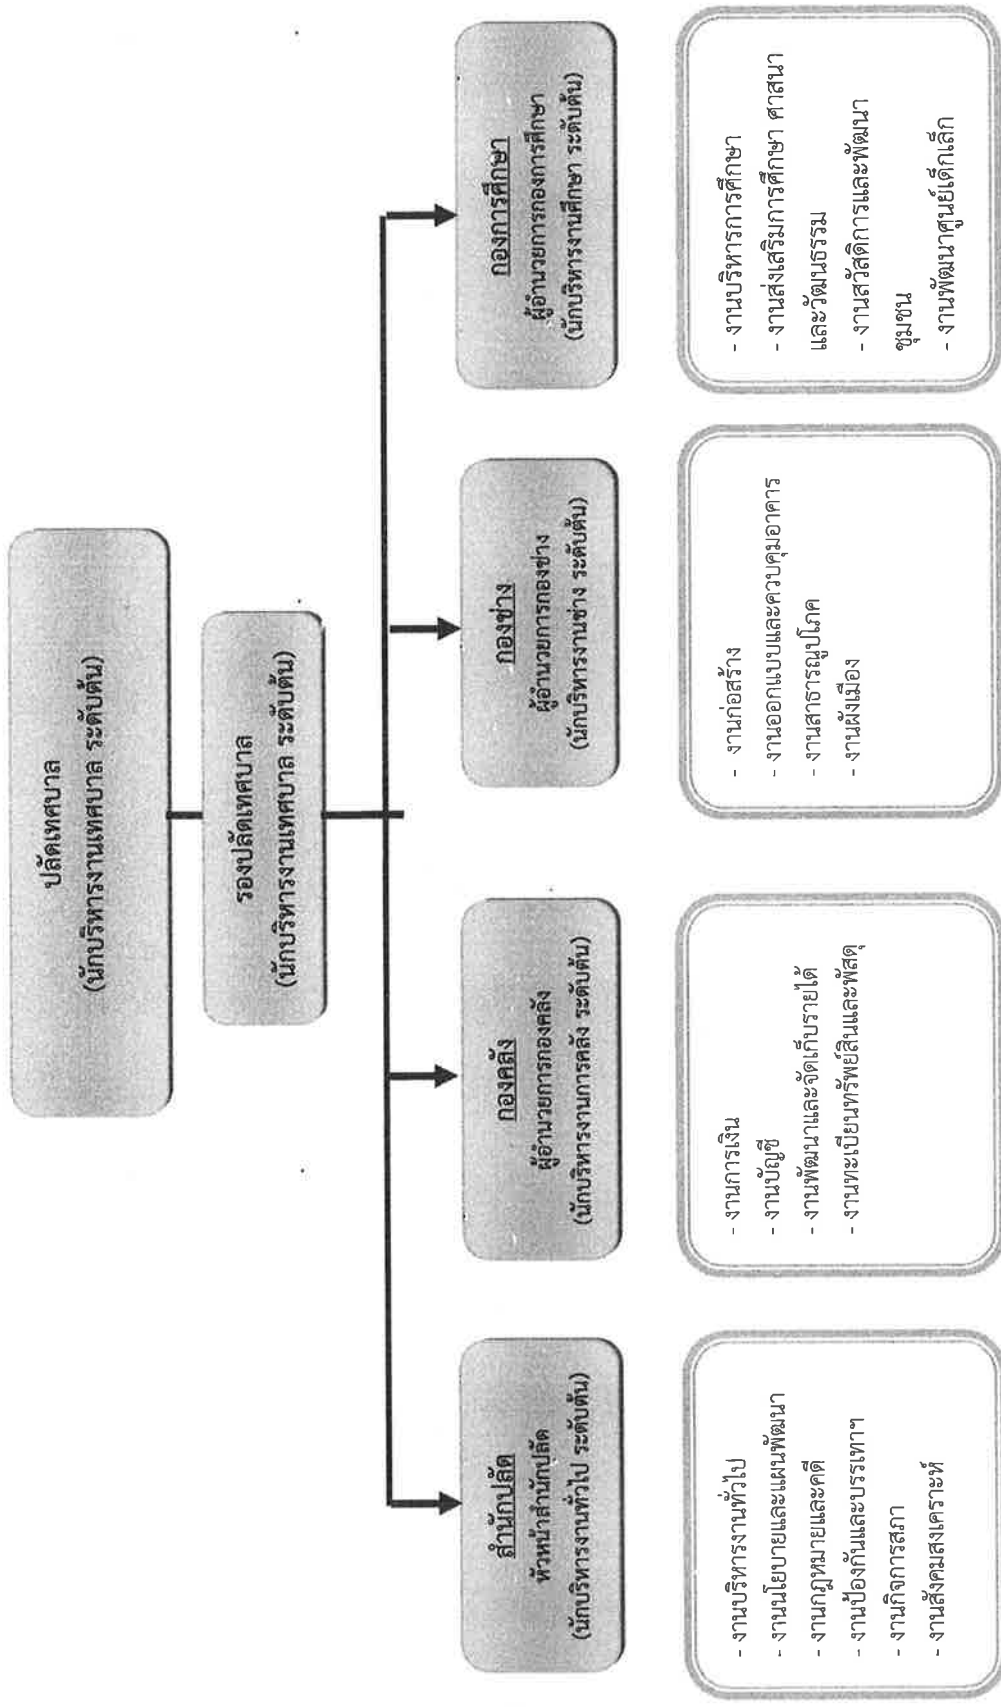 ปลัดเทศบาล
(นักบริหารงานเทศบาล ระดับต้น)
รองปลัดเทศบาล
(นักบริหารงานเทศบาล ระดับต้น)
สำนักปลัด
หัวหน้าสำนักปลัด
(นักบริหารงานทั่วไป ระดับต้น)
กองคลัง
ผู้อำนวยการกองคลัง
(นักบริหารงานการคลัง ระดับต้น)
กองช่าง
ผู้อำนวยการกองช่าง
(นักบริหารงานช่าง ระดับต้น)
กองการศึกษา
ผู้อำนวยการกองการศึกษา
(นักบริหารงานศึกษา ระดับต้น)
- งานบริหารงานทั่วไป
- งานนโยบายและแผนพัฒนา
- งานกฎหมายและคดี
- งานป้องกันและบรรเทาฯ
- งานกิจการสภา
- งานสังคมสงเคราะห์
- งานการเงิน
- งานบัญชี
- งานพัฒนาและจัดเก็บรายได้
- งานทะเบียนทรัพย์สินและพัสดุ
- งานก่อสร้าง
- งานออกแบบและควบคุมอาคาร
- งานสาธารณูปโภค
- งานผังเมือง
- งานบริหารการศึกษา
- งานส่งเสริมการศึกษา ศาสนา
และวัฒนธรรม
- งานสวัสดิการและพัฒนา
ชุมชน
- งานพัฒนาศูนย์เด็กเล็ก